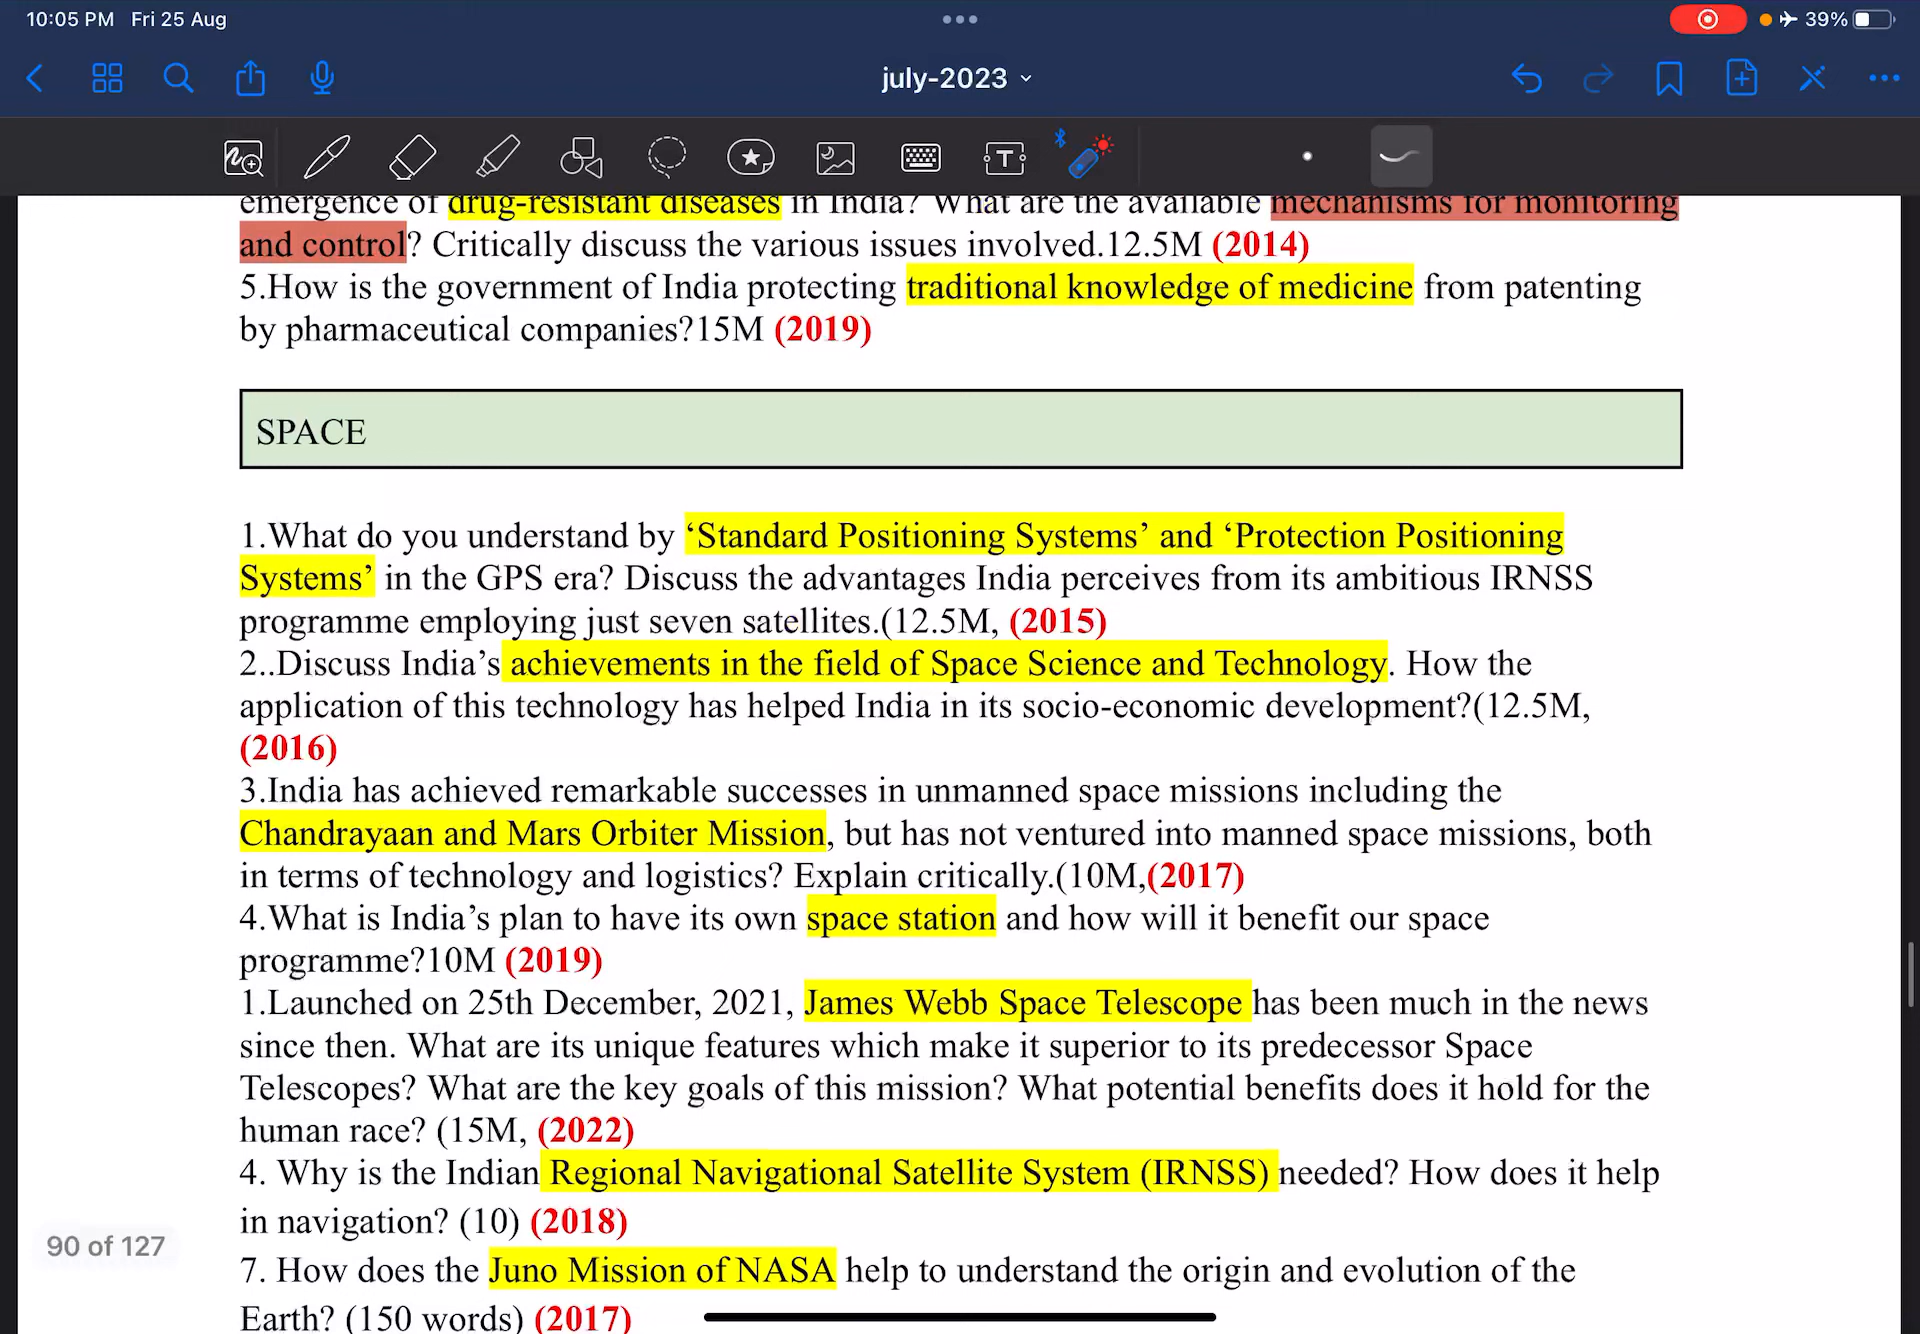 10:05 PM Fri 25 Aug
39%
july-2023
T
emergence of drug-resistant diseases in India? What are the available mechanisms for monitoring
and control? Critically discuss the various issues involved.12.5M (2014)
5.How is the government of India protecting traditional knowledge of medicine from patenting
by pharmaceutical companies?15M (2019)
SPACE
1.What do you understand by ‘Standard Positioning Systems’ and ‘Protection Positioning
Systems’ in the GPS era? Discuss the advantages India perceives from its ambitious IRNSS
programme employing just seven satellites.(12.5M, (2015)
2..Discuss India’s achievements in the field of Space Science and Technology. How the
application of this technology has helped India in its socio-economic development?(12.5M,
(2016)
3.India has achieved remarkable successes in unmanned space missions including the
Chandrayaan and Mars Orbiter Mission, but has not ventured into manned space missions, both
in terms of technology and logistics? Explain critically.(10M,(2017)
4.What is India’s plan to have its own space station and how will it benefit our space
programme?10M (2019)
1.Launched on 25th December, 2021, James Webb Space Telescope has been much in the news
since then. What are its unique features which make it superior to its predecessor Space
Telescopes? What are the key goals of this mission? What potential benefits does it hold for the
human race? (15M, (2022)
4. Why is the Indian Regional Navigational Satellite System (IRNSS) needed? How does it help
in navigation? (10) (2018)
90 of 127
7. How does the Juno Mission of NASA help to understand the origin and evolution of the
Earth? (150 words) (2017)